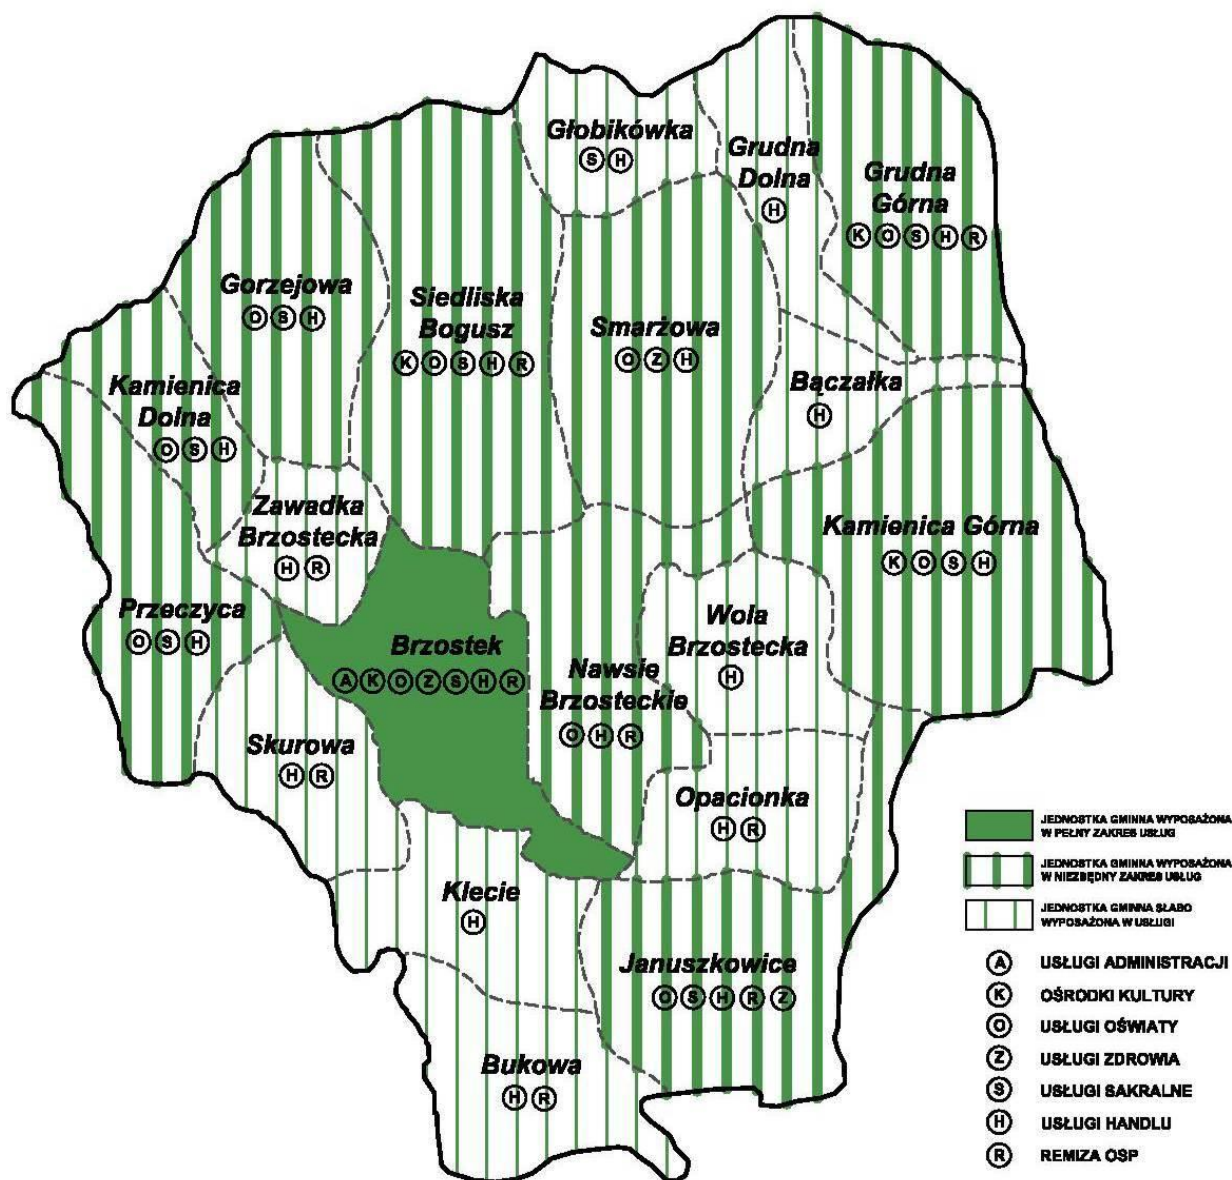 Głobikówka
S H
Grudna
Dolna
H
Grudna
Górna
K O S H R
Gorzejowa
O S H
Siedliska
Bogusz
K O S H R
Smarżowa
O Z H
Bączałka
H
Kamienica
Dolna
O S H
Zawadka
Brzostecka
H R
Kamienica Górna
K O S H
Przeczyca
O S H
Brzostek
A K O Z S H R
Nawsie
Brzosteckie
O H R
Wola
Brzostecka
H
Skurowa
H R
Opacionka
H R
Klecie
H
Januszkowice
O S H R Z
Bukowa
H R
JEDNOSTKA GMINNA WYPOSAŻONA
W PEŁNY ZAKRES USŁUG
JEDNOSTKA GMINNA WYPOSAŻONA
W NIEZBĘDNY ZAKRES USŁUG
JEDNOSTKA GMINNA SŁABO
WYPOSAŻONA W USŁUGI
A USŁUGI ADMINISTRACJI
K OŚRODKI KULTURY
O USŁUGI OŚWIATY
Z USŁUGI ZDROWIA
S USŁUGI SAKRALNE
H USŁUGI HANDLU
R REMIZA OSP